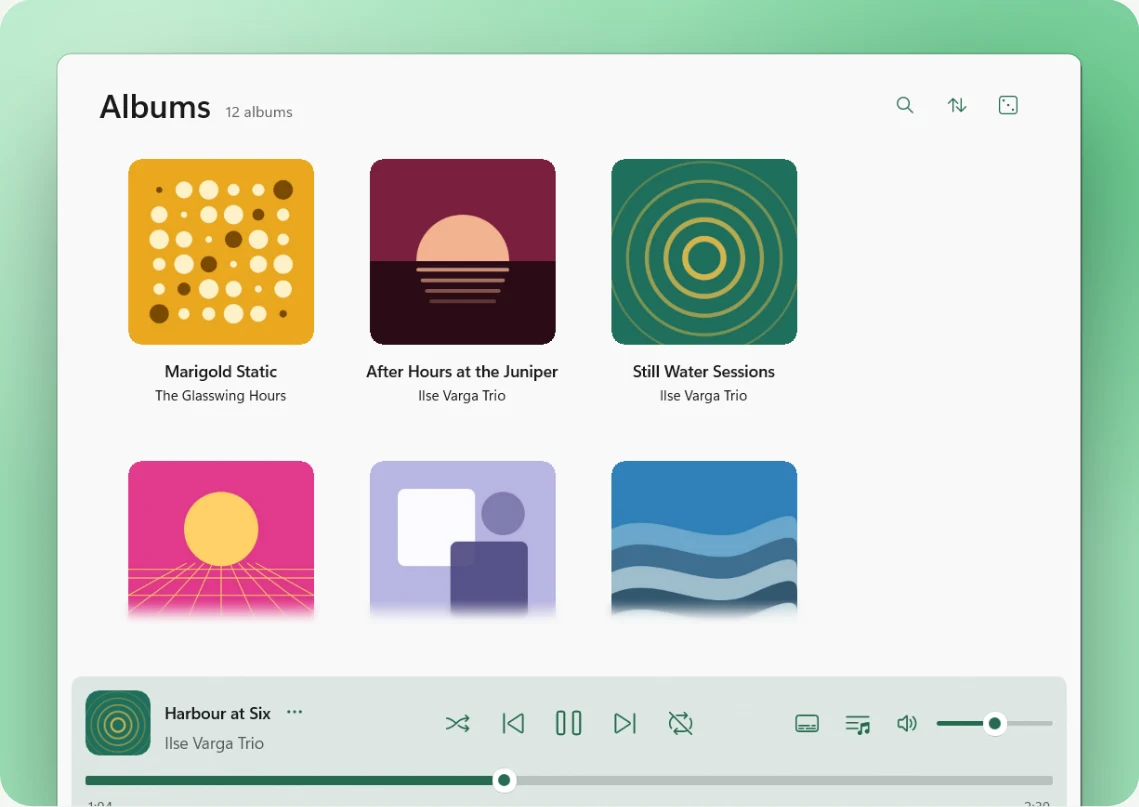 Albums 12 albums
Marigold Static
The Glasswing Hours
After Hours at the Juniper
Ilse Varga Trio
Still Water Sessions
Ilse Varga Trio
Harbour at Six
Ilse Varga Trio